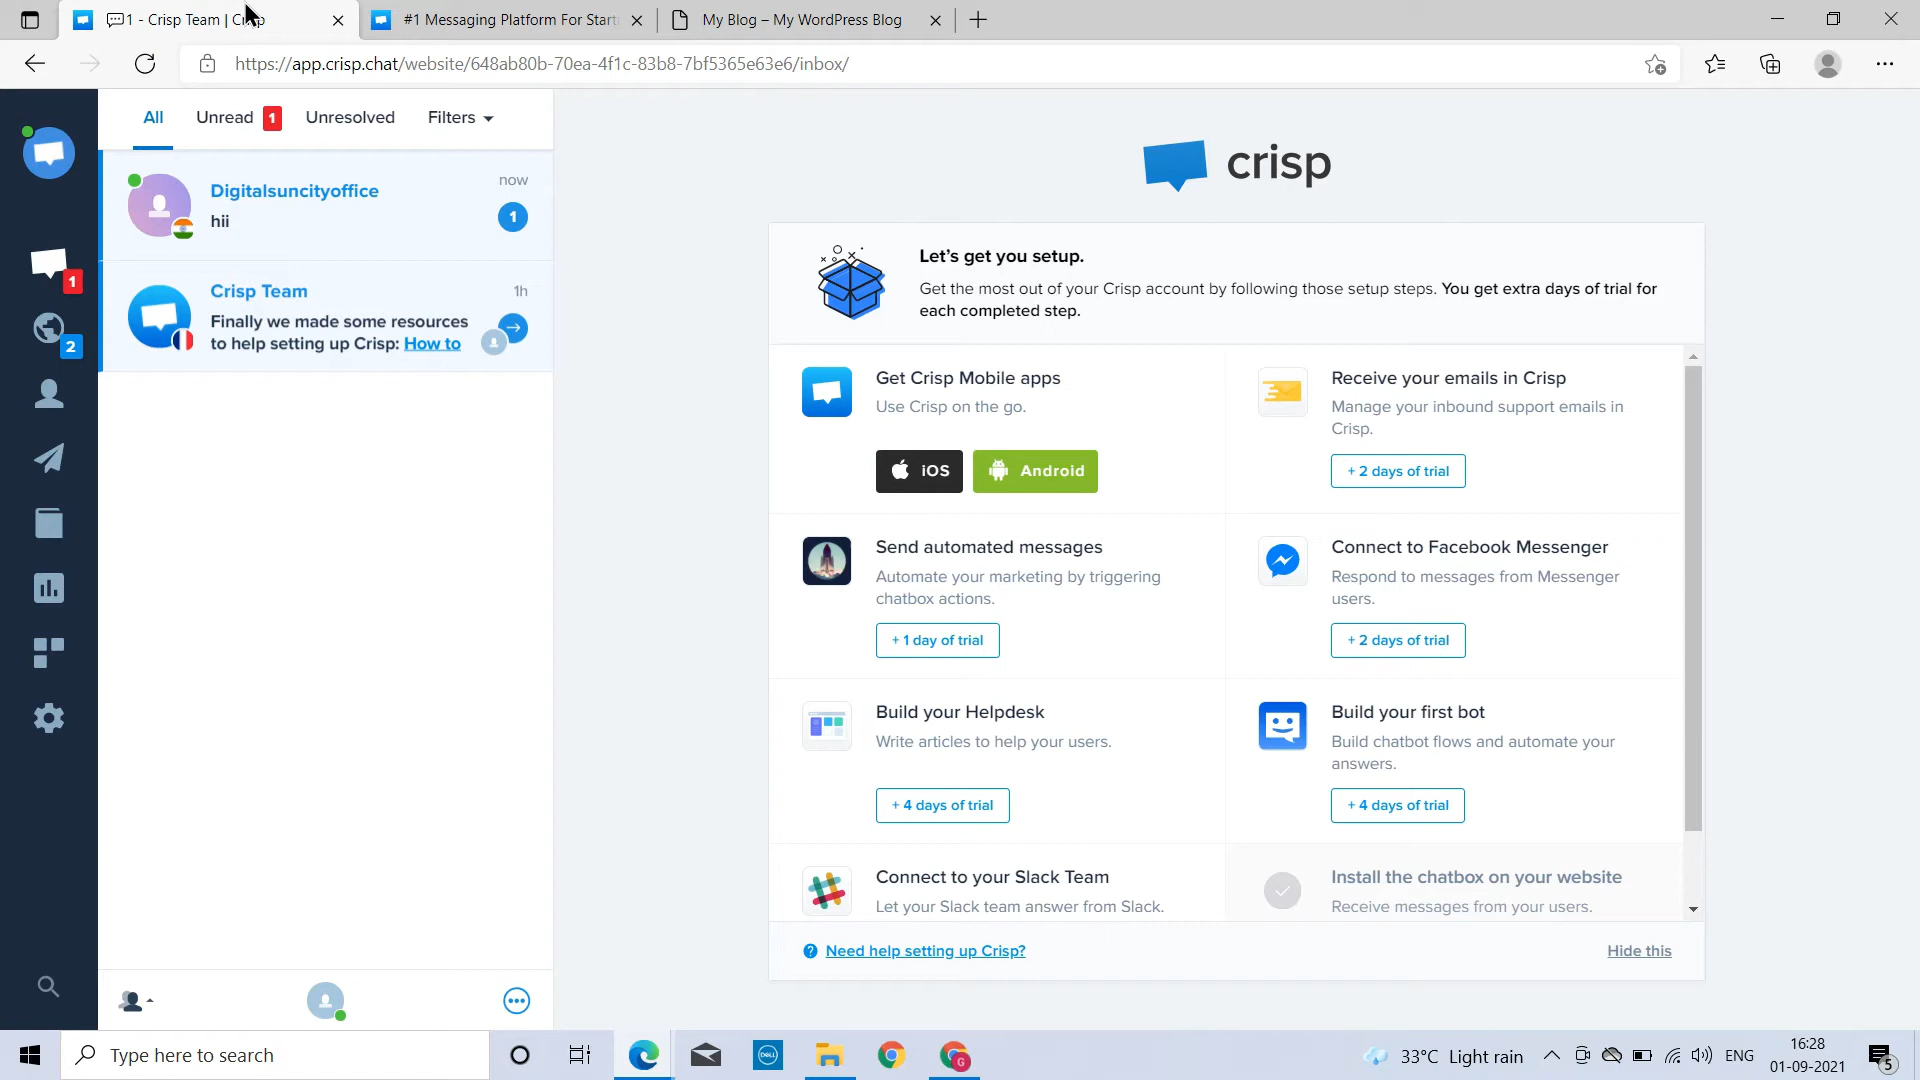 1 - Crisp Team | Crisp
#1 Messaging Platform For Start
My Blog – My WordPress Blog
https://app.crisp.chat/website/648ab80b-70ea-4f1c-83b8-7bf5365e63e6/inbox/
All
Unread 1
Unresolved
Filters
Digitalsuncityoffice
now
hii
1
Crisp Team
1h
Finally we made some resources
to help setting up Crisp: How to
1
2
crisp
Let's get you setup.
Get the most out of your Crisp account by following those setup steps. You get extra days of trial for
each completed step.
Get Crisp Mobile apps
Use Crisp on the go.
iOS
Android
Receive your emails in Crisp
Manage your inbound support emails in
Crisp.
+ 2 days of trial
Send automated messages
Automate your marketing by triggering
chatbox actions.
+ 1 day of trial
Connect to Facebook Messenger
Respond to messages from Messenger
users.
+ 2 days of trial
Build your Helpdesk
Write articles to help your users.
+ 4 days of trial
Build your first bot
Build chatbot flows and automate your
answers.
+ 4 days of trial
Connect to your Slack Team
Let your Slack team answer from Slack.
Install the chatbox on your website
Receive messages from your users.
? Need help setting up Crisp?
Hide this
Type here to search
DELL
G
33°C Light rain
ENG
16:28
01-09-2021
5